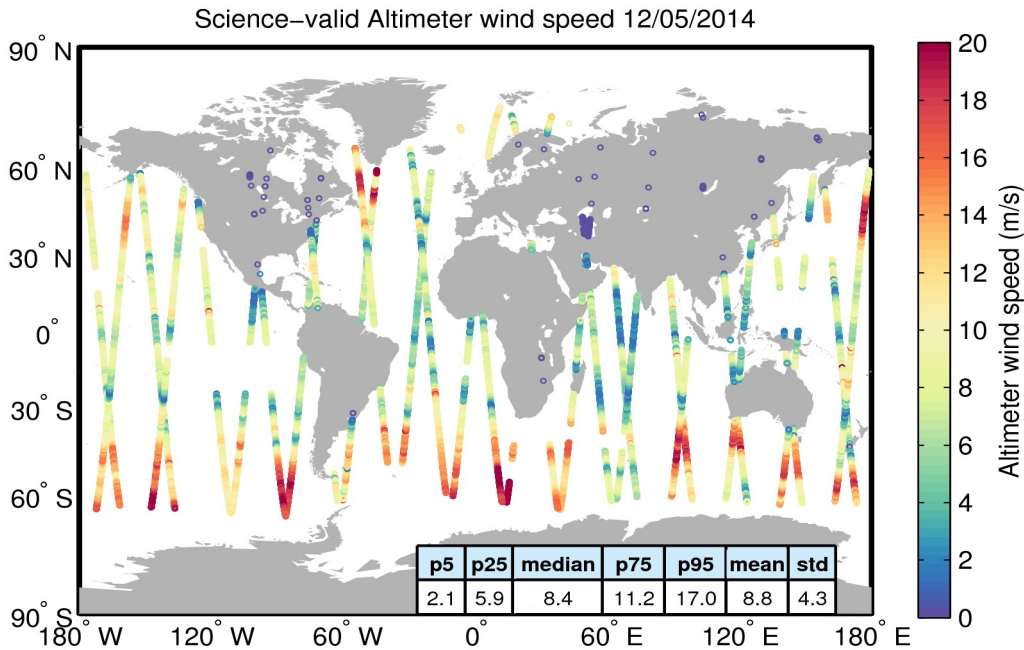 Science−valid Altimeter wind speed 12/05/2014
90° N
60° N
30° N
0°
30° S
60° S
90° S
180° W
120° W
60° W
0°
60° E
120° E
180° E
p5 p25 median p75 p95 mean std
2.1 5.9 8.4 11.2 17.0 8.8 4.3
20
18
16
14
12
10
8
6
4
2
0
Altimeter wind speed (m/s)